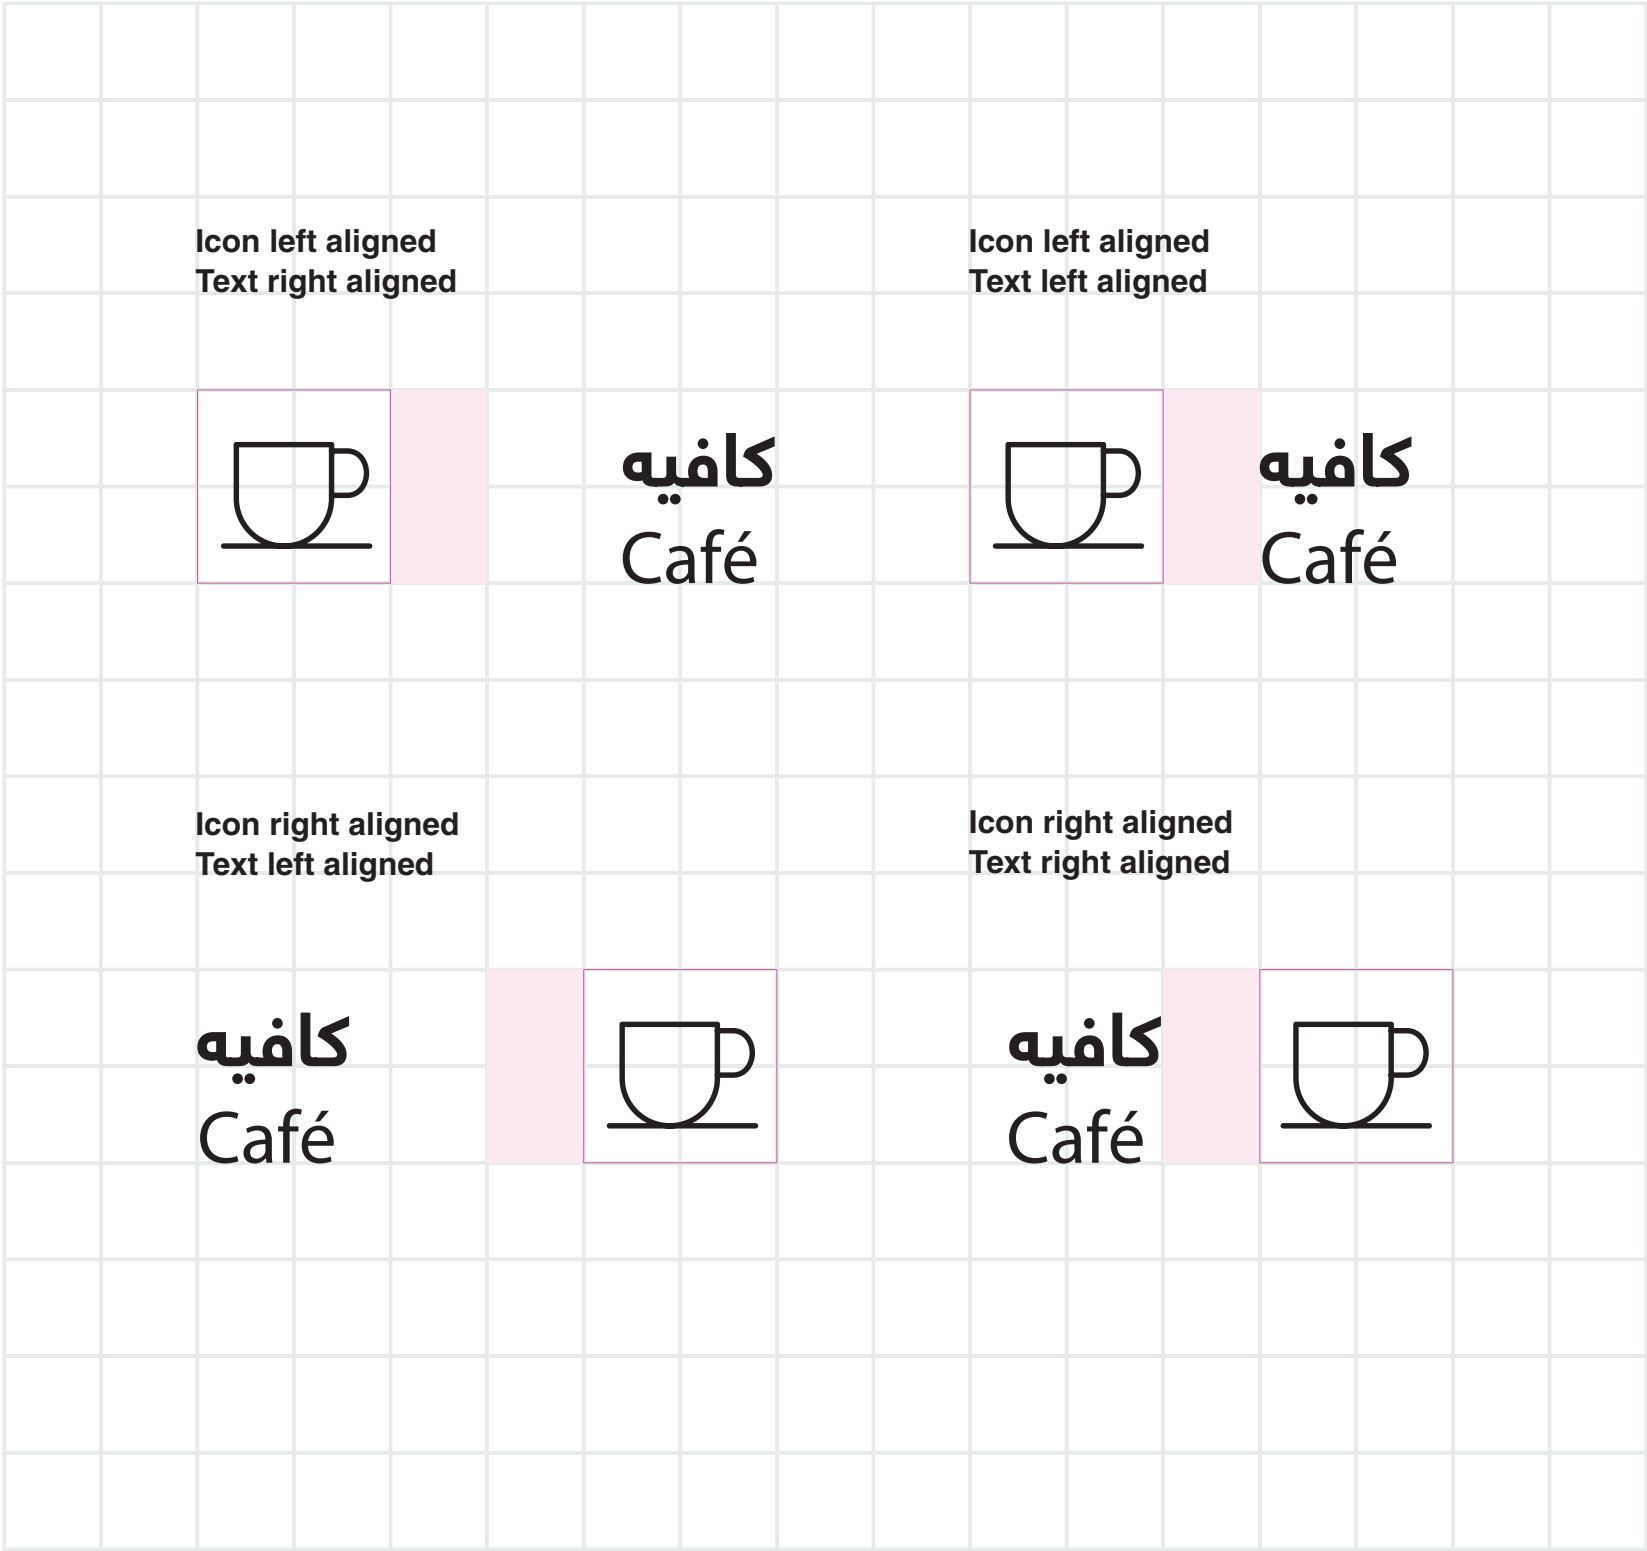 Icon left aligned
Text right aligned
كافيه
Café
Icon left aligned
Text left aligned
كافيه
Café
Icon right aligned
Text left aligned
كافيه
Café
Icon right aligned
Text right aligned
كافيه
Café